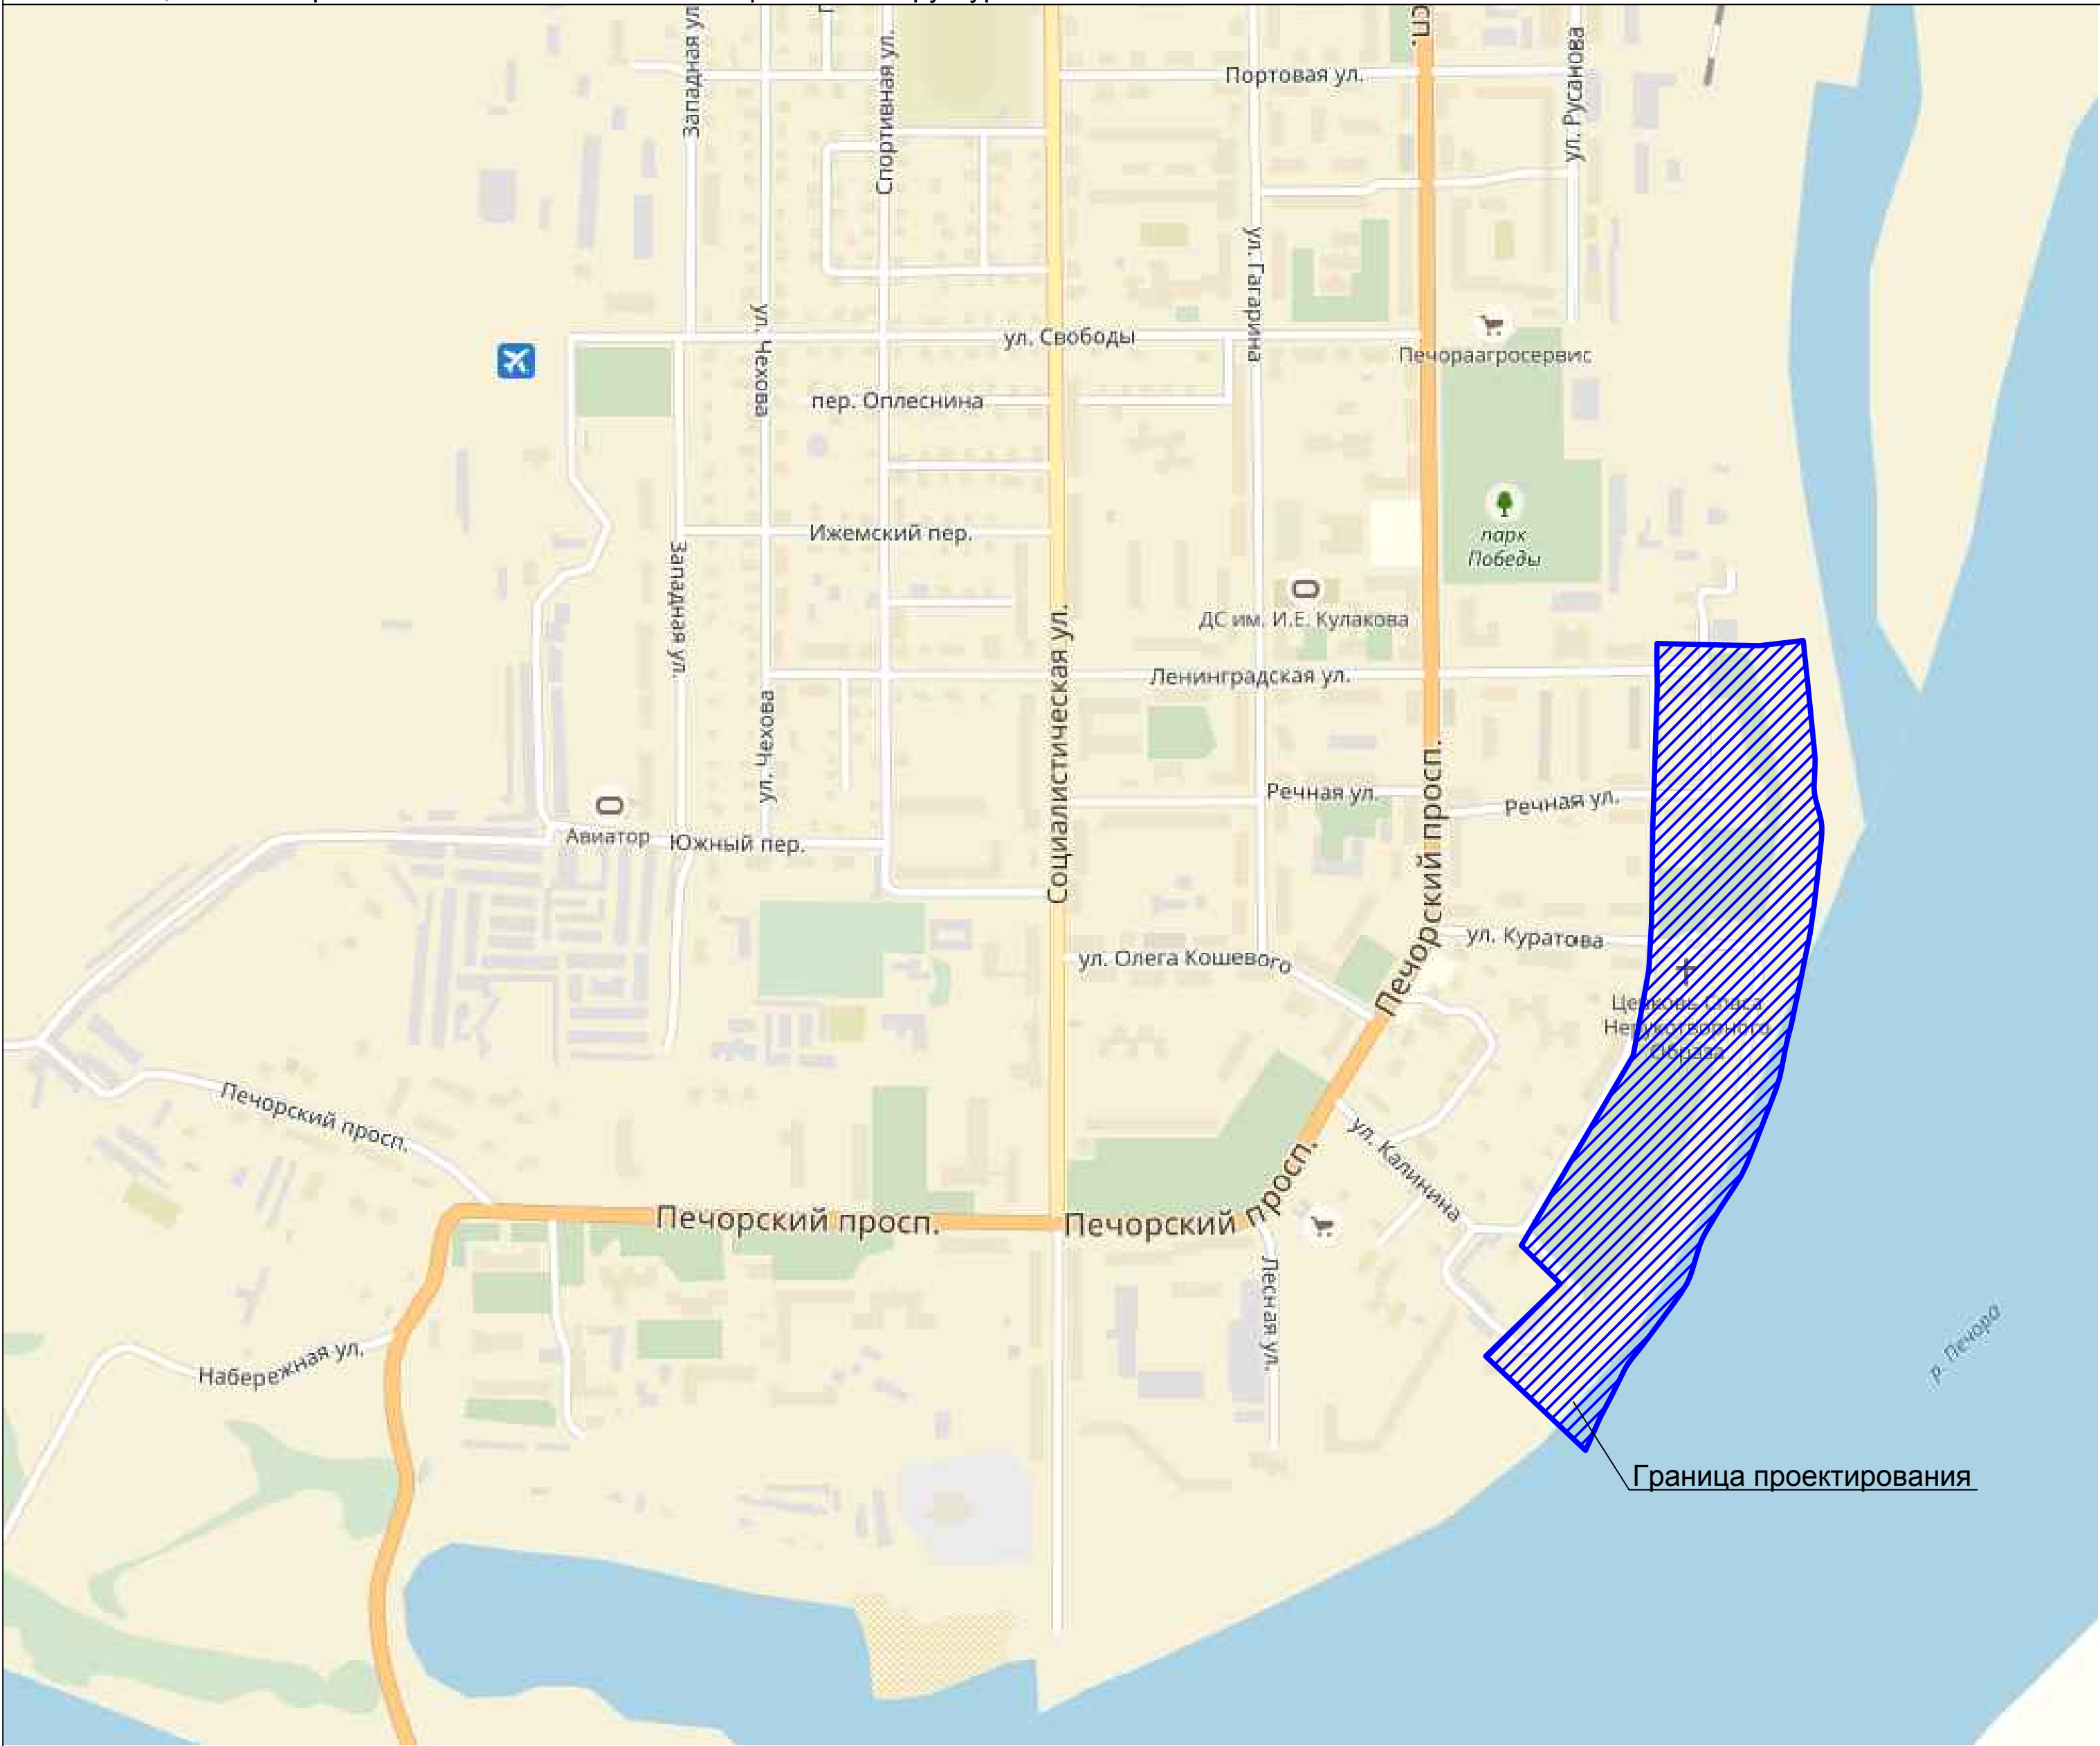 Западная ул.
Спортивная ул.
Портовая ул.
ул. Русанова
ул. Чехова
ул. Гагарина
ул. Свободы
Печораагросервис
пер. Оплеснина
парк
Победы
Ижемский пер.
Западная ул.
ДС им. И.Е. Кулакова
Ленинградская ул.
ул. Чехова
Социалистическая ул.
Речная ул.
Речная ул.
Авиатор
Южный пер.
Печорский просп.
ул. Куратова
ул. Олега Кошевого
Церковь Спаса
Нерукотворного
Образа
Печорский просп.
ул. Калинина
Печорский просп.
Печорский просп.
Лесная ул.
Набережная ул.
р. Печора
Граница проектирования